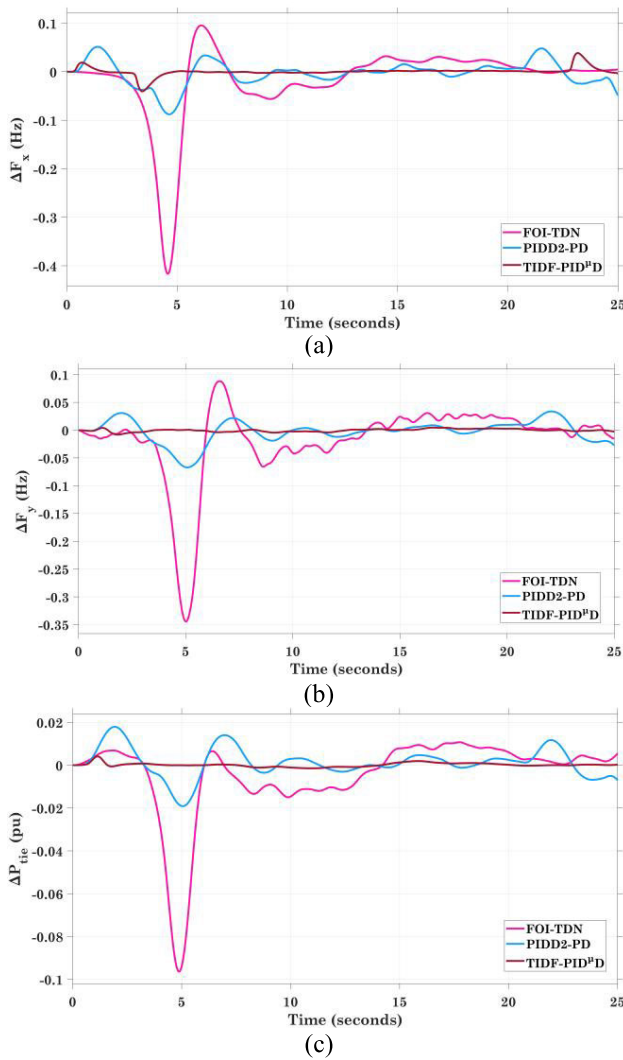 0.1
0
-0.1
-0.2
-0.3
-0.4
ΔF_x (Hz)
FOI-TDN
PIDD2-PD
TIDF-PID^μD
0 5 10 15 20 25
Time (seconds)
(a)
0.1
0.05
0
-0.05
-0.1
-0.15
-0.2
-0.25
-0.3
-0.35
ΔF_y (Hz)
FOI-TDN
PIDD2-PD
TIDF-PID^μD
0 5 10 15 20 25
Time (seconds)
(b)
0.02
0
-0.02
-0.04
-0.06
-0.08
-0.1
ΔP_tie (pu)
FOI-TDN
PIDD2-PD
TIDF-PID^μD
0 5 10 15 20 25
Time (seconds)
(c)